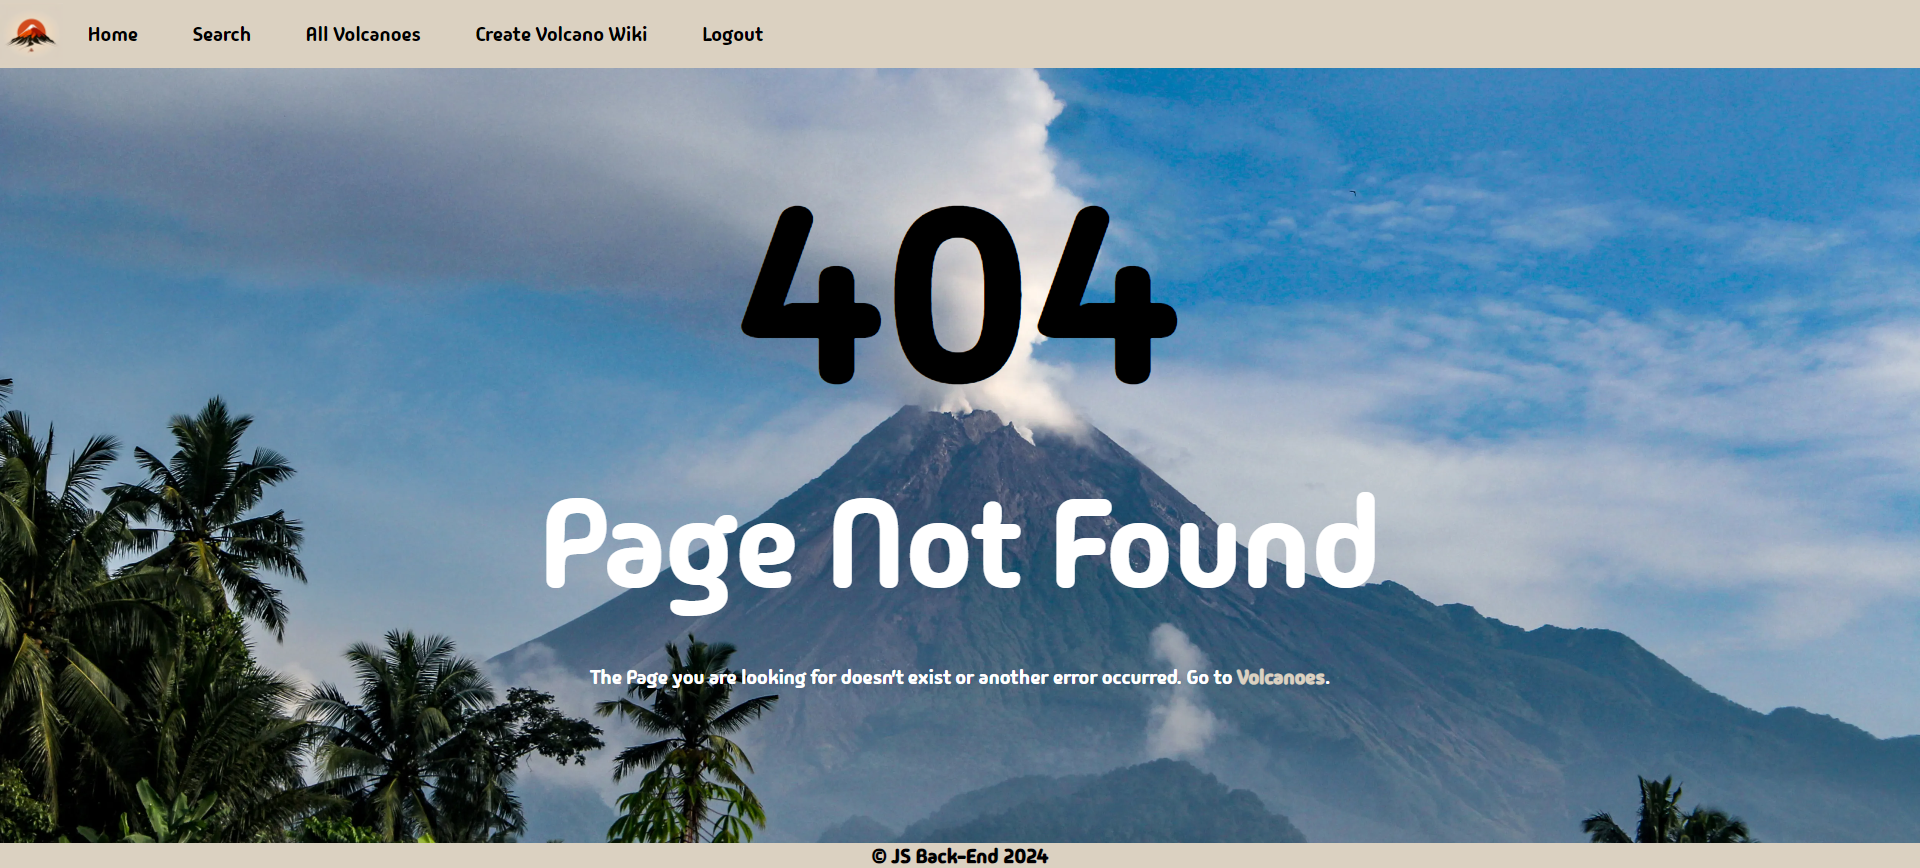 Home Search All Volcanoes Create Volcano Wiki Logout
404
Page Not Found
The Page you are looking for doesn't exist or another error occurred. Go to Volcanoes.
© JS Back-End 2024